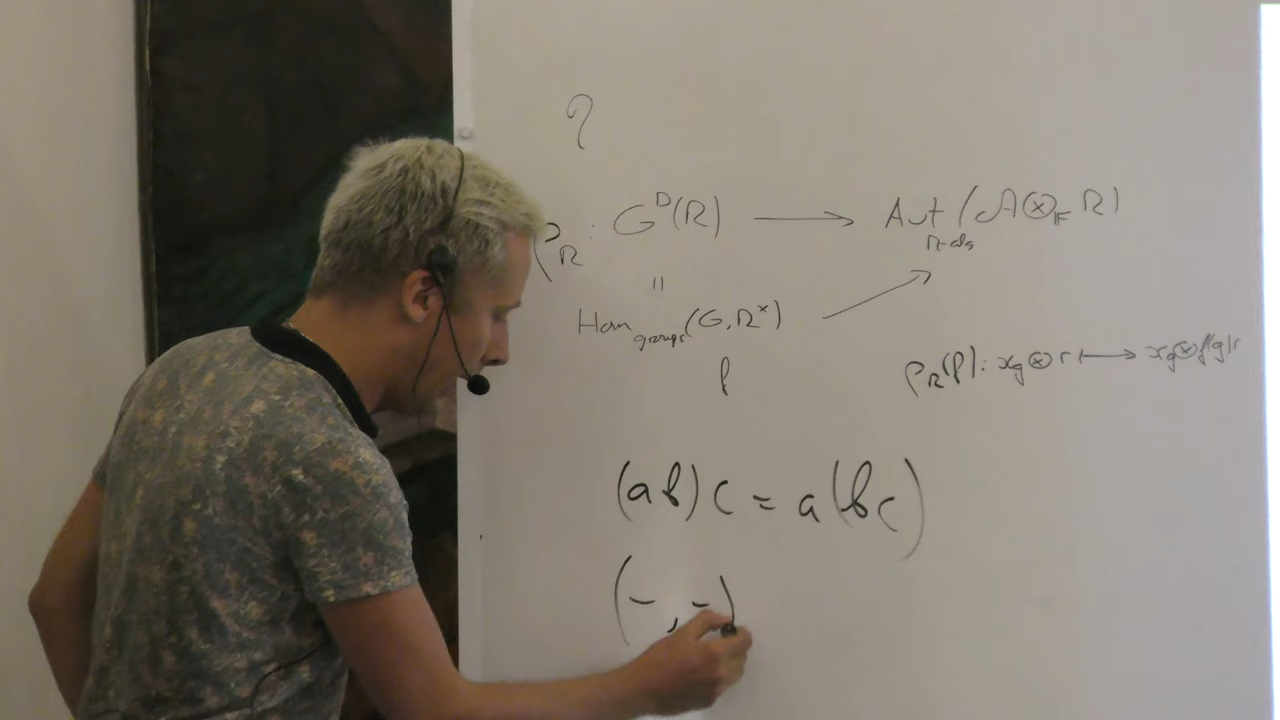 ?
ρ_R : G^D(R) ⟶ Aut_{R-alg}(A⊗_𝔽 R)
=
Hom_{groups}(G, R^×)
f
ρ_R(f): x_g ⊗ r ⟼ x_g ⊗ f(g)r
(ab)c = a(bc)
(-, -)